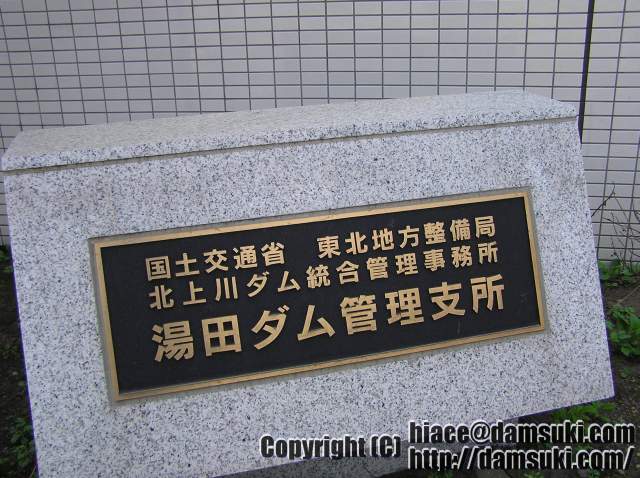 国土交通省　東北地方整備局
北上川ダム統合管理事務所
湯田ダム管理支所
Copyright (C) hiace@damsuki.com
http://damsuki.com/